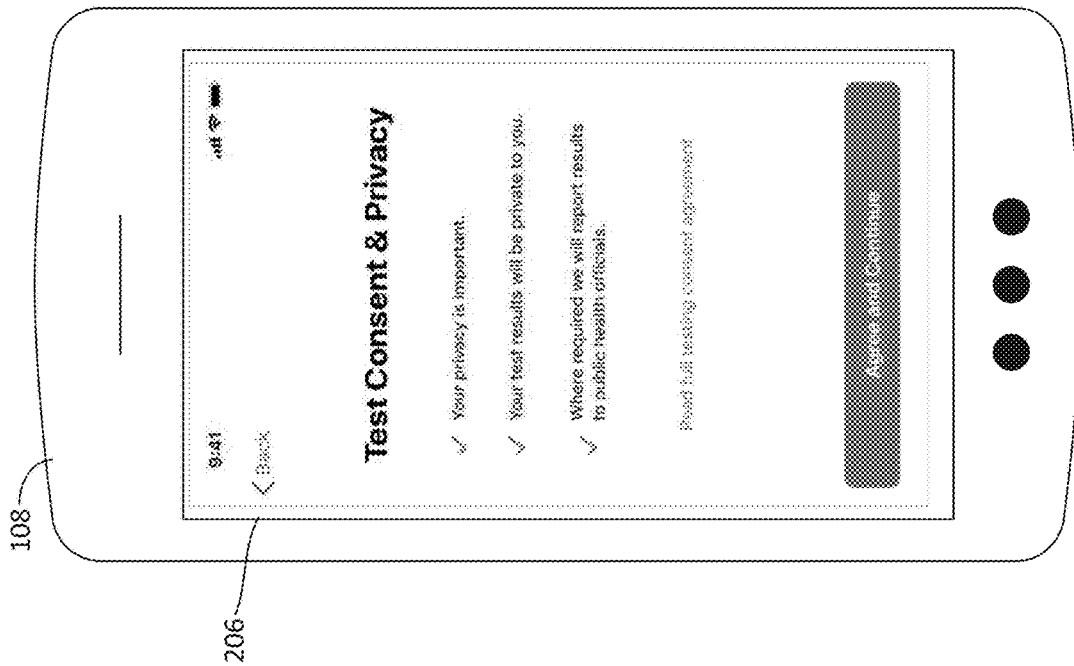 108
206
9:41
Back
Test Consent & Privacy
Your privacy is important.
Your test results will be private to you.
Where required we will report results
to public health officials.
Read full testing consent agreement
Agree and Continue